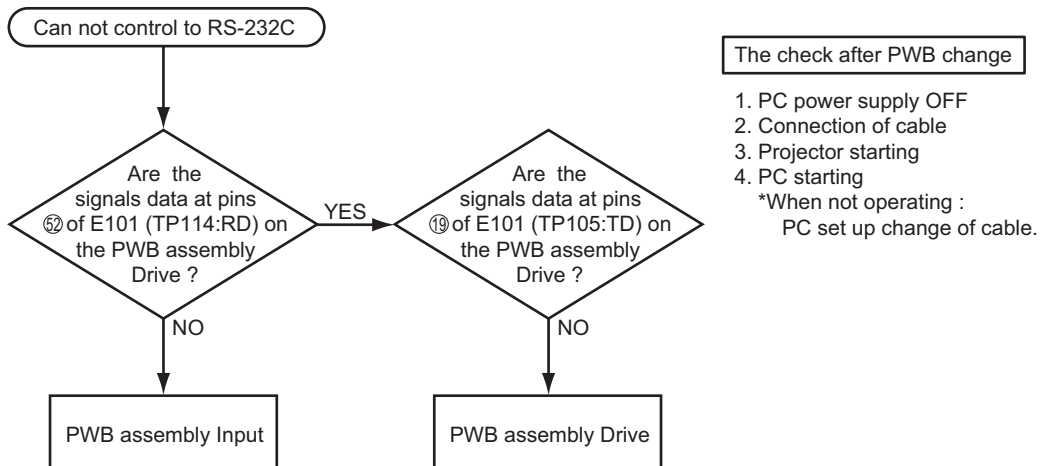 Can not control to RS-232C
Are the
signals data at pins
㊾ of E101 (TP114:RD) on
the PWB assembly
Drive ?
YES
NO
PWB assembly Input
Are the
signals data at pins
⑲ of E101 (TP105:TD) on
the PWB assembly
Drive ?
NO
PWB assembly Drive
The check after PWB change
1. PC power supply OFF
2. Connection of cable
3. Projector starting
4. PC starting
*When not operating :
PC set up change of cable.